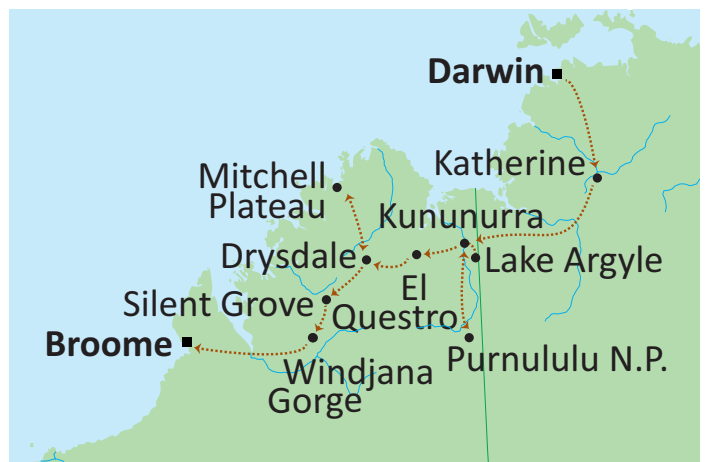 Darwin
Katherine
Mitchell
Plateau
Kununurra
Drysdale
Lake Argyle
El
Questro
Silent Grove
Broome
Purnululu N.P.
Windjana
Gorge